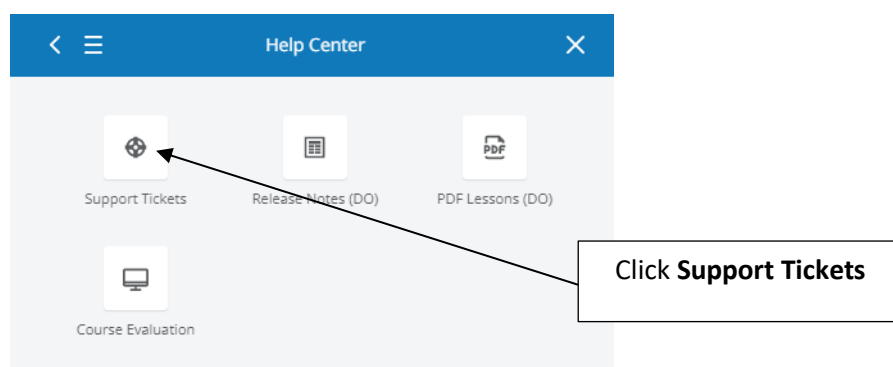 Help Center
PDF
Support Tickets
Release Notes (DO)
PDF Lessons (DO)
Click Support Tickets
Course Evaluation